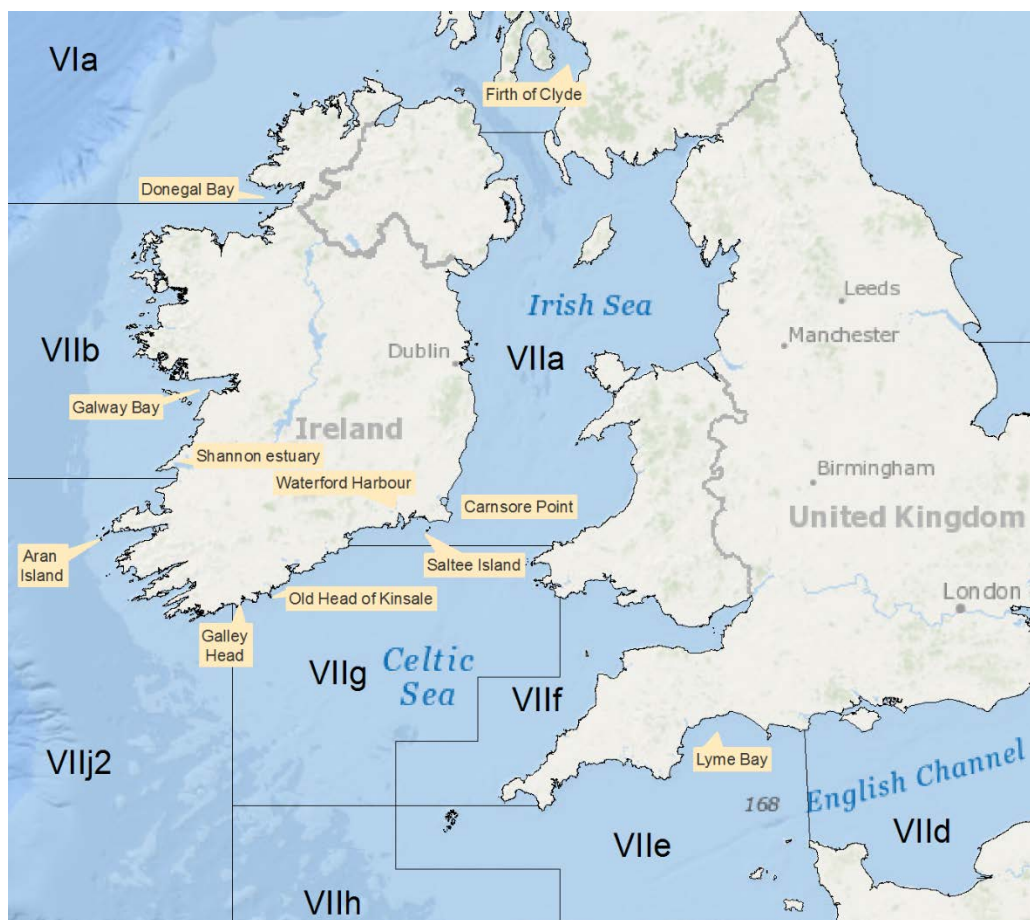 VIa
Firth of Clyde
Donegal Bay
Leeds
Irish Sea
Manchester
VIIb
Dublin
VIIa
Galway Bay
Ireland
Shannon estuary
Birmingham
Waterford Harbour
Carnsore Point
United Kingdom
Aran
Island
Saltee Island
Old Head of Kinsale
London
Galley
Head
VIIg
Celtic
Sea
VIIf
VIIj2
Lyme Bay
English Channel
168
VIIe
VIId
VIIh